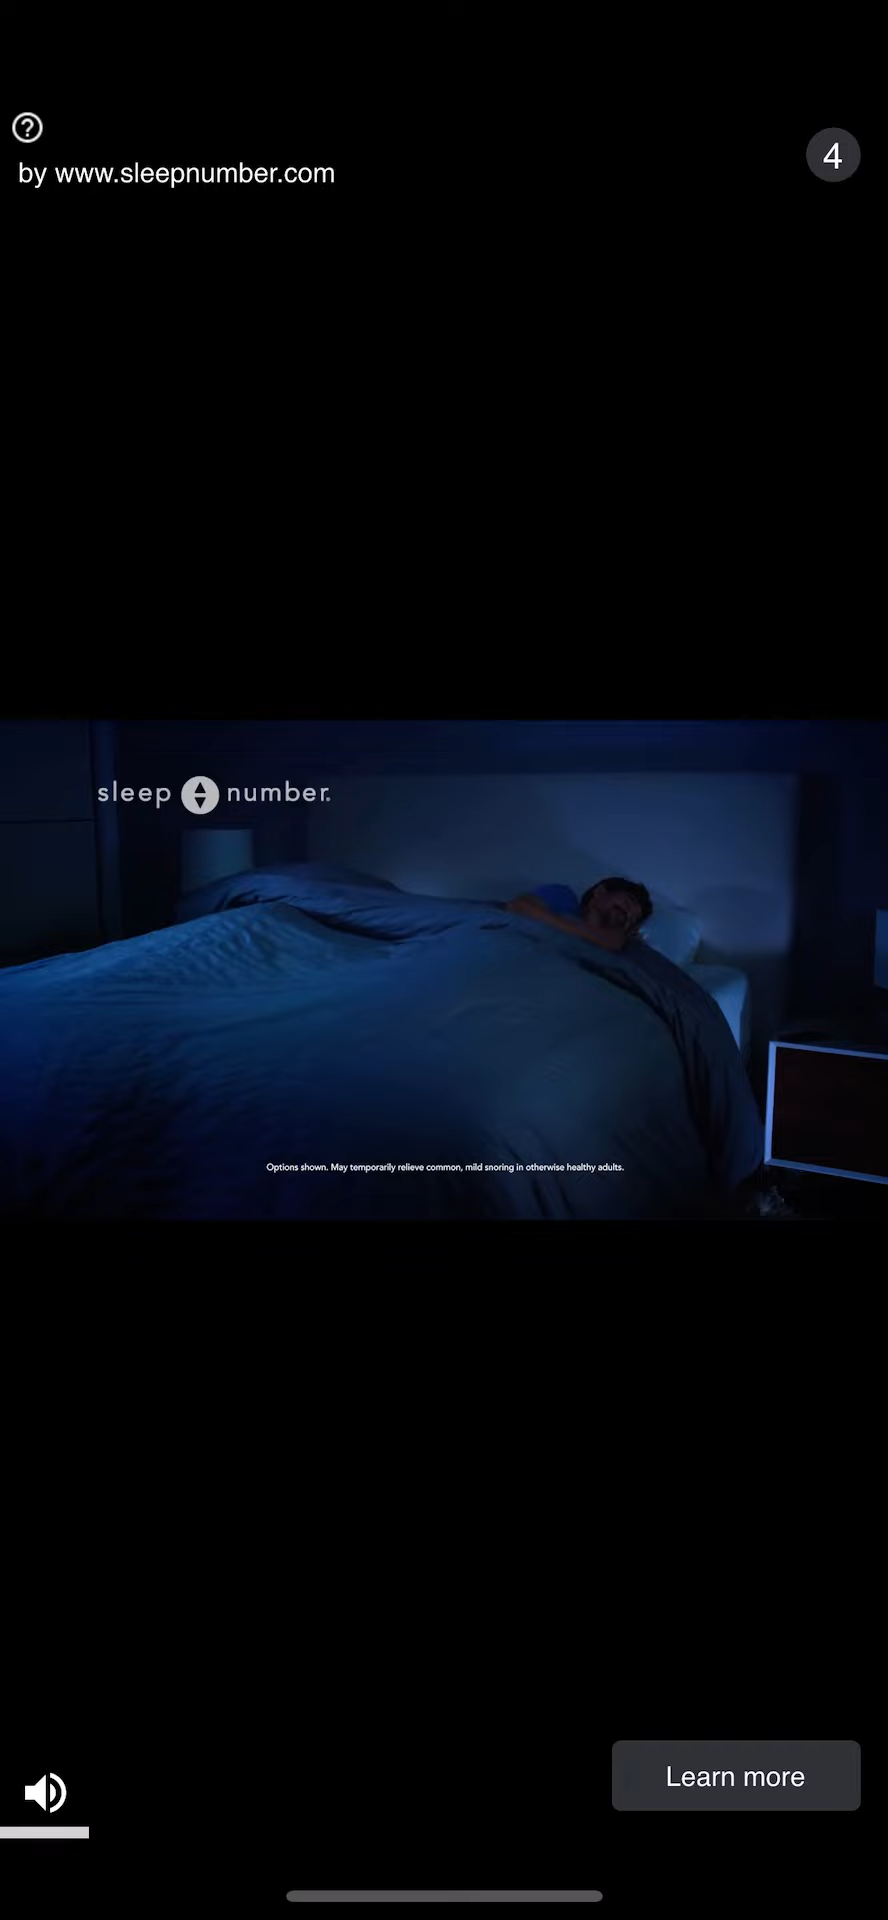 by www.sleepnumber.com
4
sleep number.
Options shown. May temporarily relieve common, mild snoring in otherwise healthy adults.
Learn more